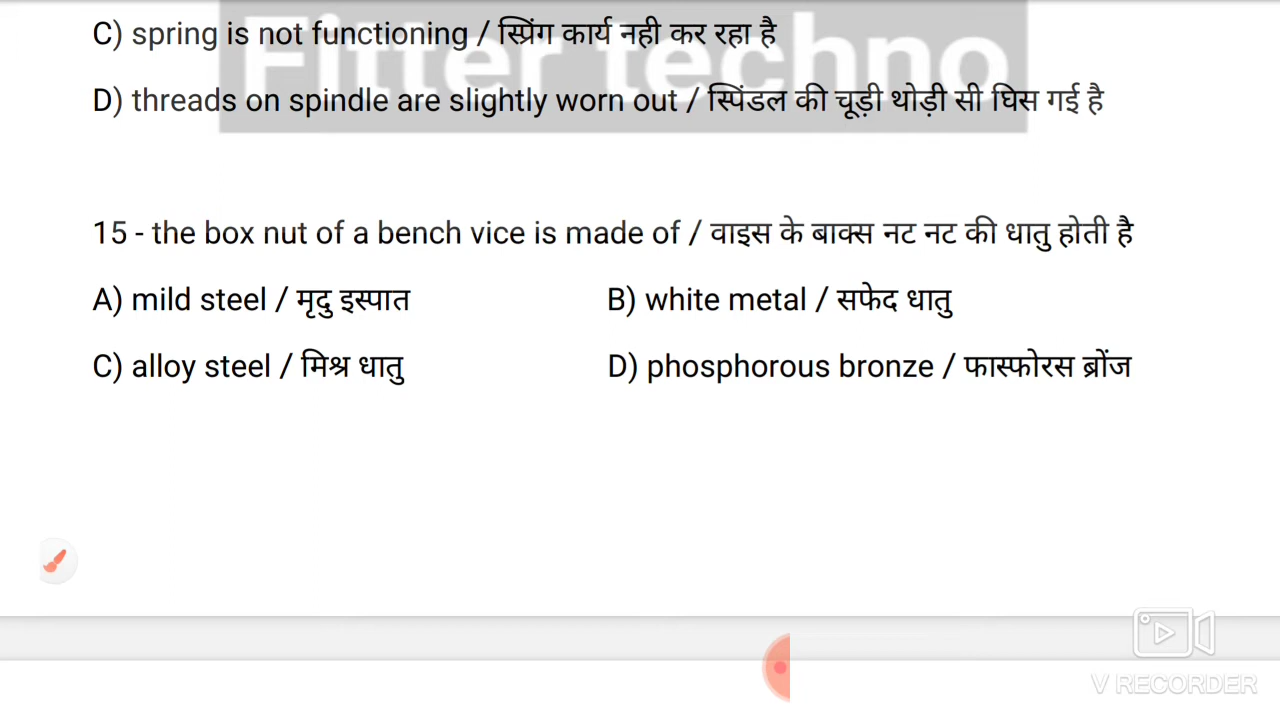 Fitter techno
C) spring is not functioning / स्प्रिंग कार्य नही कर रहा है
D) threads on spindle are slightly worn out / स्पिंडल की चूड़ी थोड़ी सी घिस गई है
15 - the box nut of a bench vice is made of / वाइस के बाक्स नट नट की धातु होती है
A) mild steel / मृदु इस्पात B) white metal / सफेद धातु
C) alloy steel / मिश्र धातु D) phosphorous bronze / फास्फोरस ब्रोंज
V RECORDER